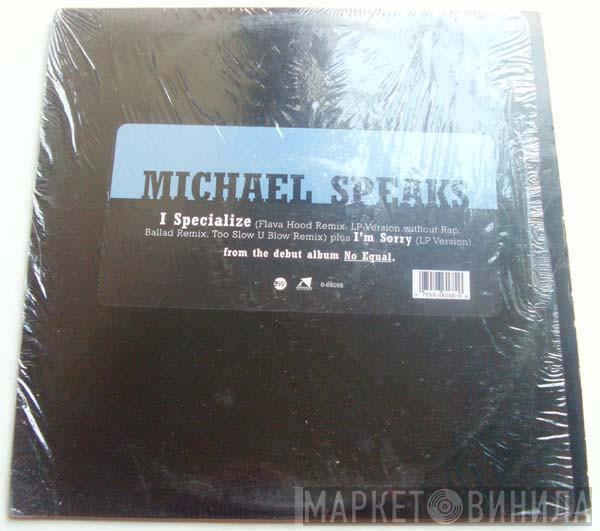 MICHAEL SPEAKS
I Specialize (Flava Hood Remix, LP Version without Rap,
Ballad Remix, Too Slow U Blow Remix) plus I'm Sorry (LP Version)
from the debut album No Equal.
ew
0-66068
МАРКЕТ ВИНИЛА